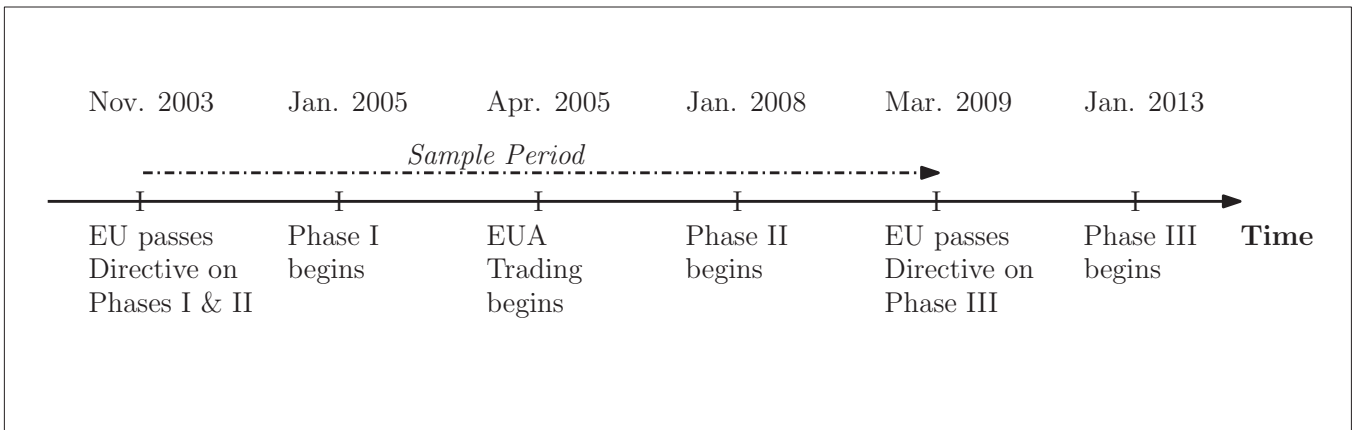 Nov. 2003 Jan. 2005 Apr. 2005 Jan. 2008 Mar. 2009 Jan. 2013
Sample Period
EU passes Phase I EUA Phase II EU passes Phase III Time
Directive on begins Trading begins Directive on begins
Phases I & II begins Phase III